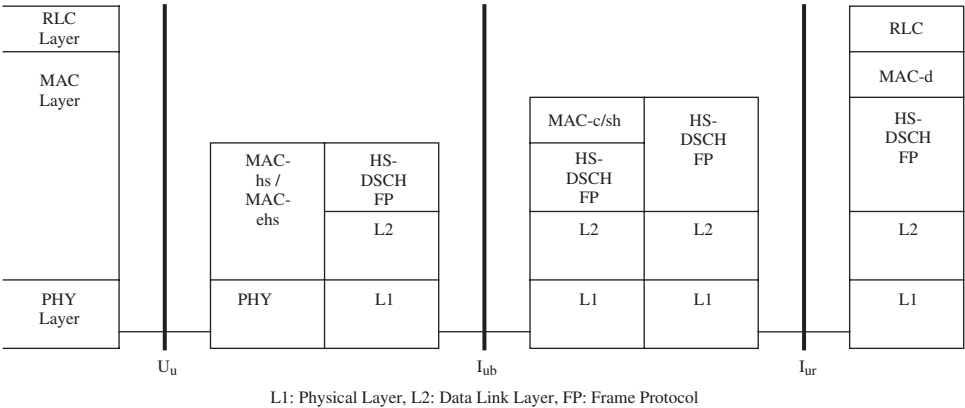 RLC
Layer
MAC
Layer
PHY
Layer
MAC-
hs /
MAC-
ehs
PHY
HS-
DSCH
FP
L2
L1
MAC-c/sh
HS-
DSCH
FP
L2
L1
HS-
DSCH
FP
L2
L1
RLC
MAC-d
HS-
DSCH
FP
L2
L1
Uu
Iub
Iur
L1: Physical Layer, L2: Data Link Layer, FP: Frame Protocol